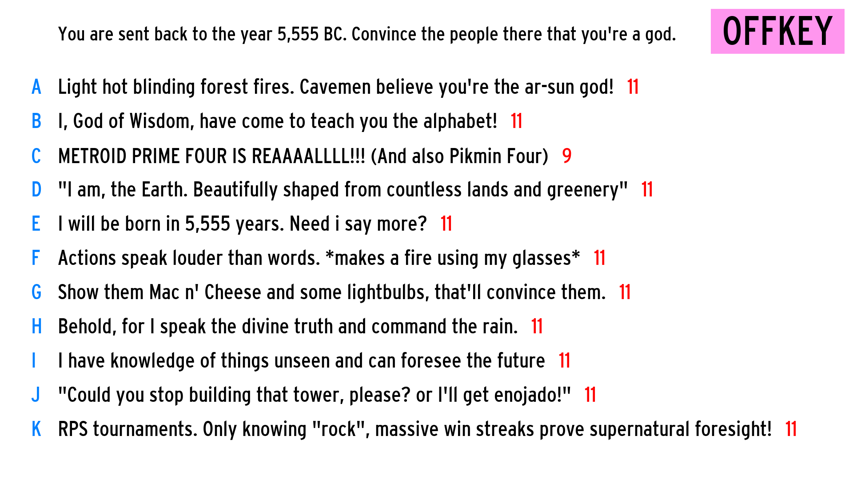 You are sent back to the year 5,555 BC. Convince the people there that you're a god.
OFFKEY
A Light hot blinding forest fires. Cavemen believe you're the ar-sun god! 11
B I, God of Wisdom, have come to teach you the alphabet! 11
C METROID PRIME FOUR IS REAAAALLLL!!! (And also Pikmin Four) 9
D "I am, the Earth. Beautifully shaped from countless lands and greenery" 11
E I will be born in 5,555 years. Need i say more? 11
F Actions speak louder than words. *makes a fire using my glasses* 11
G Show them Mac n' Cheese and some lightbulbs, that'll convince them. 11
H Behold, for I speak the divine truth and command the rain. 11
I I have knowledge of things unseen and can foresee the future 11
J "Could you stop building that tower, please? or I'll get enojado!" 11
K RPS tournaments. Only knowing "rock", massive win streaks prove supernatural foresight! 11